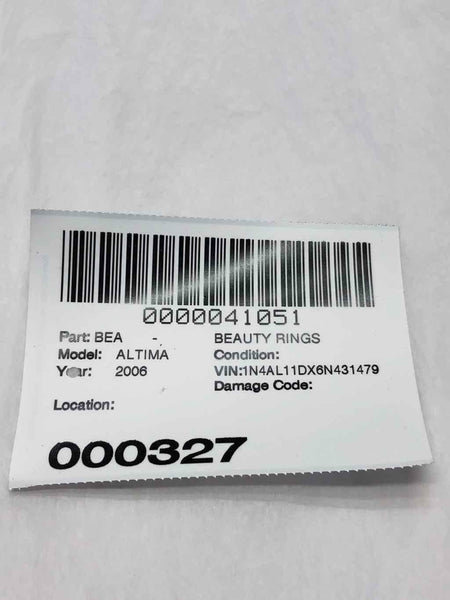 0000041051
Part: BEA - BEAUTY RINGS
Model: ALTIMA Condition:
Year: 2006 VIN:1N4AL11DX6N431479
Damage Code:
Location:
000327